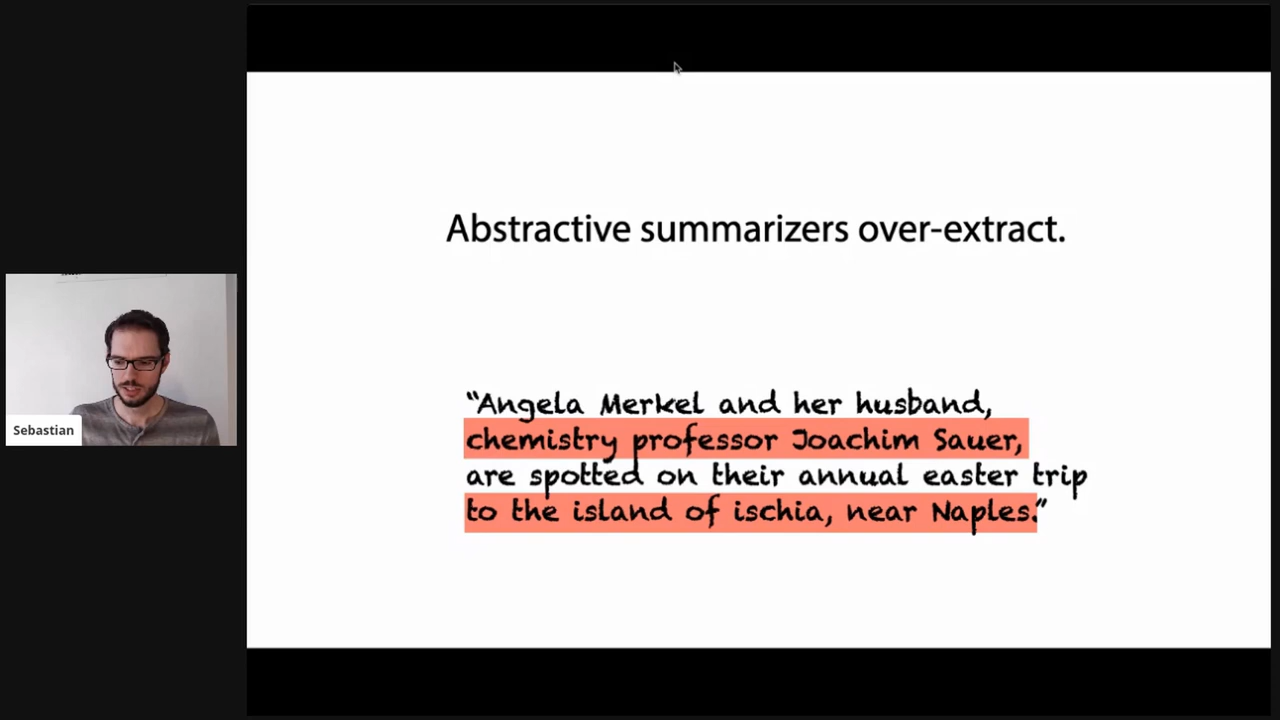 Abstractive summarizers over-extract.
“Angela Merkel and her husband,
chemistry professor Joachim Sauer,
are spotted on their annual easter trip
to the island of ischia, near Naples.”
Sebastian